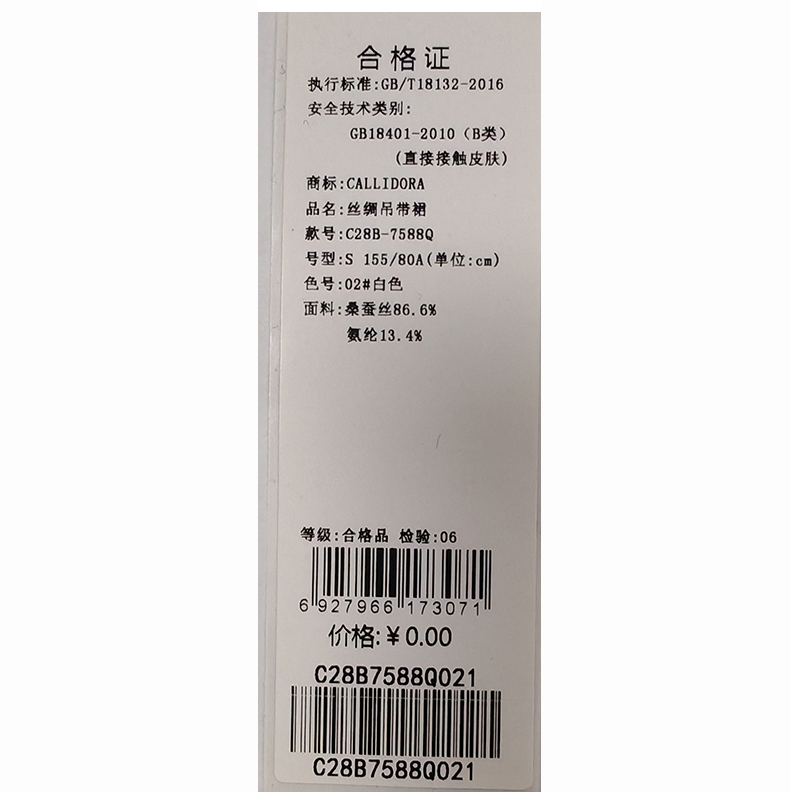 合格证
执行标准:GB/T18132-2016
安全技术类别:
GB18401-2010（B类）
(直接接触皮肤)
商标:CALLIDORA
品名:丝绸吊带裙
款号:C28B-7588Q
号型:S 155/80A(单位:cm)
色号:02#白色
面料:桑蚕丝86.6%
氨纶13.4%
等级:合格品 检验:06
6 927966 173071
价格:¥0.00
C28B7588Q021
C28B7588Q021